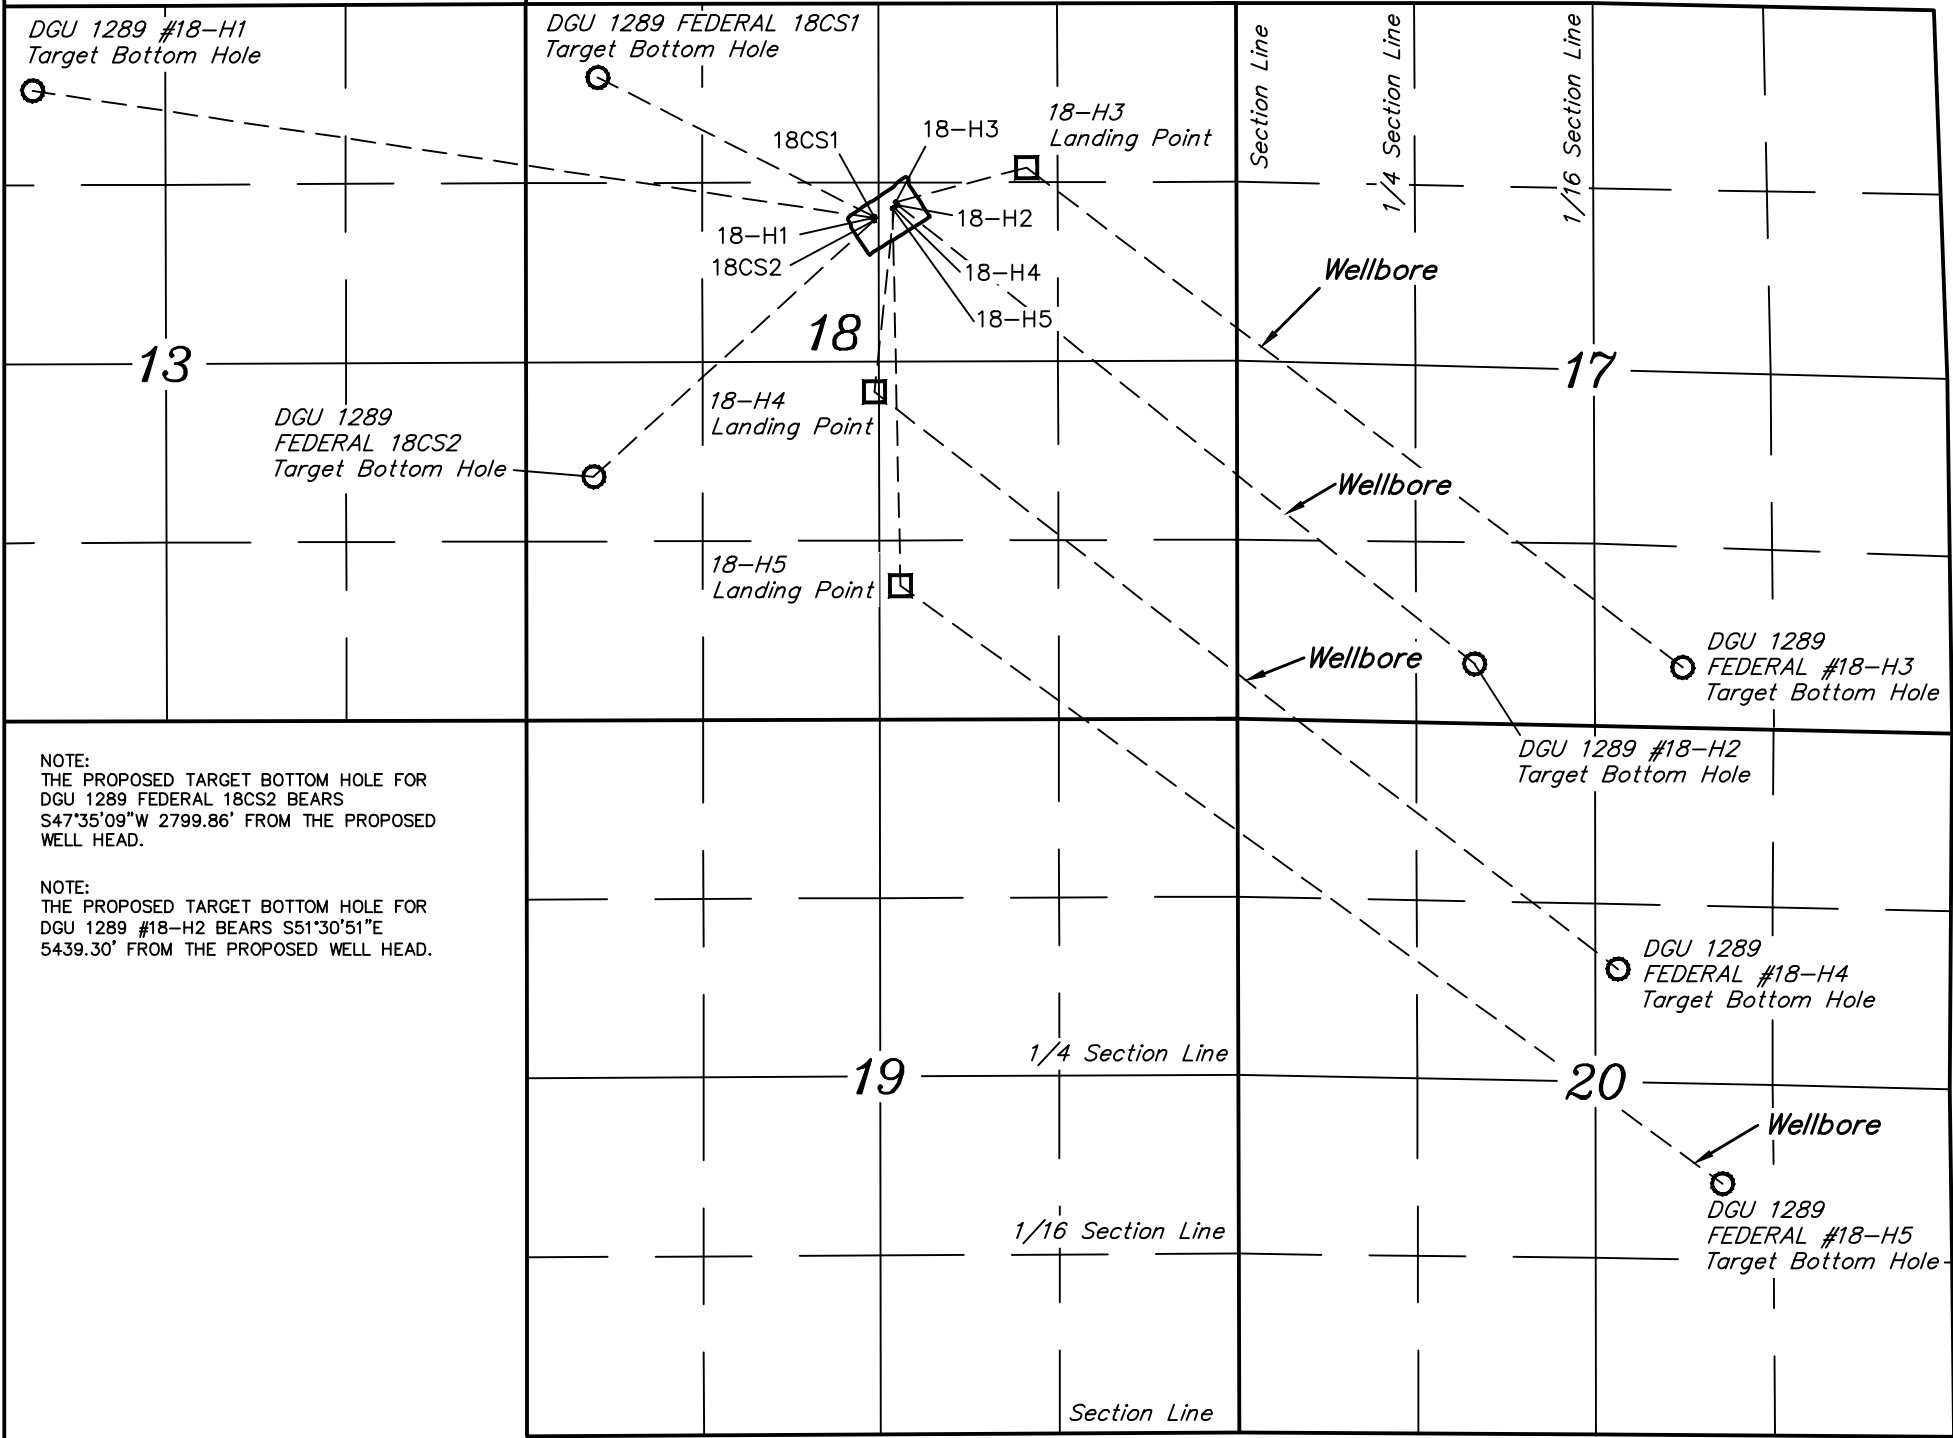 DGU 1289 #18-H1
Target Bottom Hole
DGU 1289 FEDERAL 18CS1
Target Bottom Hole
Section Line
1/4 Section Line
1/16 Section Line
18-H3
Landing Point
18CS1
18-H3
18-H2
18-H1
18CS2
18-H4
18-H5
Wellbore
18
13
17
18-H4
Landing Point
DGU 1289
FEDERAL 18CS2
Target Bottom Hole
Wellbore
18-H5
Landing Point
Wellbore
DGU 1289
FEDERAL #18-H3
Target Bottom Hole
DGU 1289 #18-H2
Target Bottom Hole
NOTE:
THE PROPOSED TARGET BOTTOM HOLE FOR
DGU 1289 FEDERAL 18CS2 BEARS
S47°35'09"W 2799.86' FROM THE PROPOSED
WELL HEAD.
NOTE:
THE PROPOSED TARGET BOTTOM HOLE FOR
DGU 1289 #18-H2 BEARS S51°30'51"E
5439.30' FROM THE PROPOSED WELL HEAD.
DGU 1289
FEDERAL #18-H4
Target Bottom Hole
1/4 Section Line
19
20
Wellbore
DGU 1289
FEDERAL #18-H5
Target Bottom Hole
1/16 Section Line
Section Line